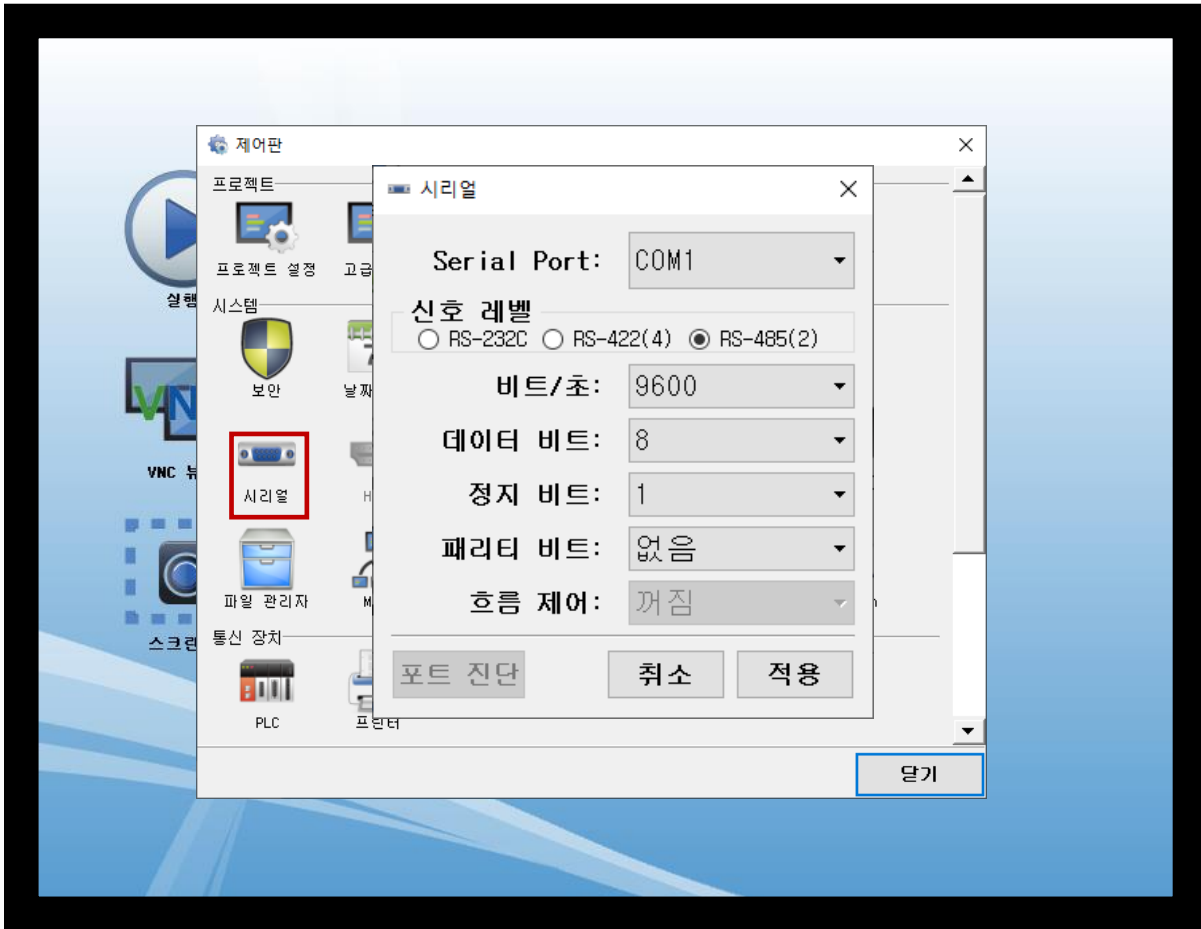 제어판
프로젝트
시리얼
프로젝트 설정
고급
Serial Port: COM1
실행
시스템
신호 레벨
RS-232C RS-422(4) RS-485(2)
보안
날짜
비트/초: 9600
VNC
데이터 비트: 8
시리얼
H
정지 비트: 1
패리티 비트: 없음
파일 관리자
흐름 제어: 꺼짐
스크린
통신 장치
포트 진단 취소 적용
PLC
프린터
닫기